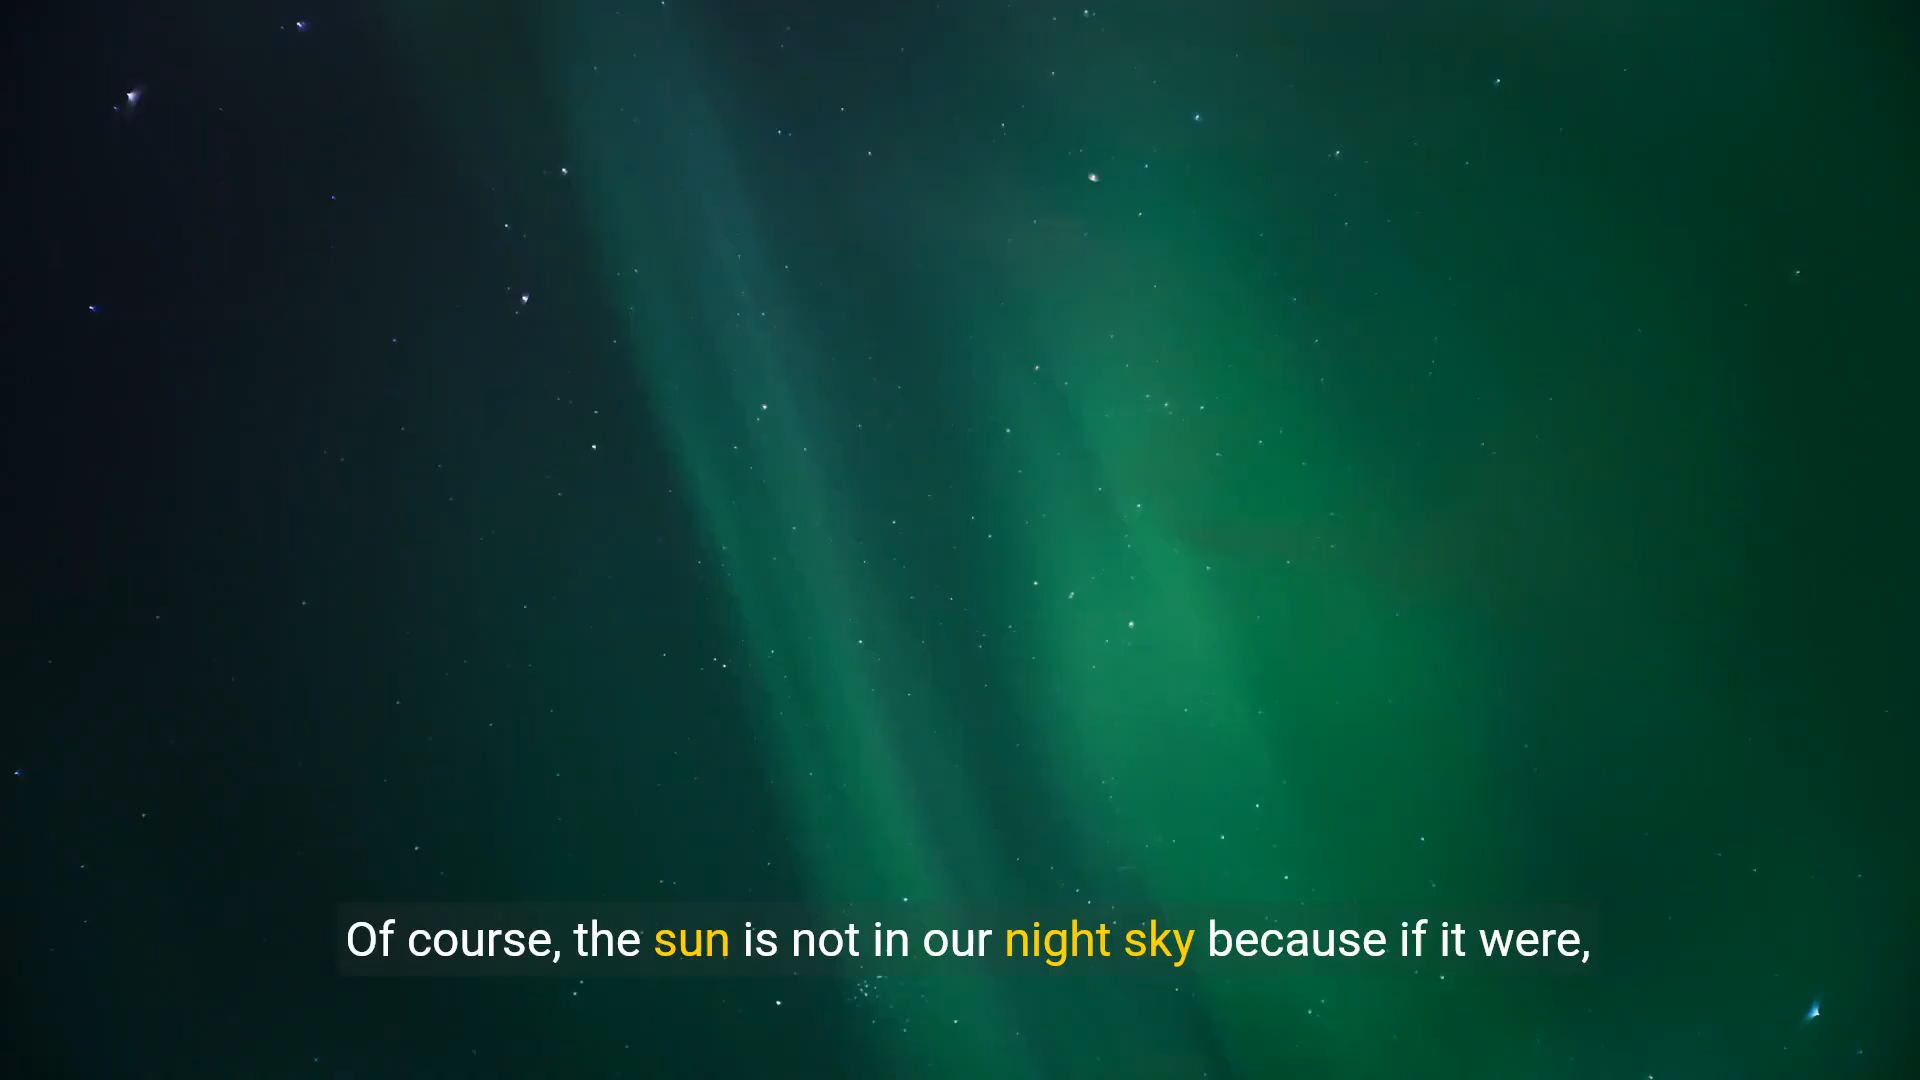 Of course, the sun is not in our night sky because if it were,